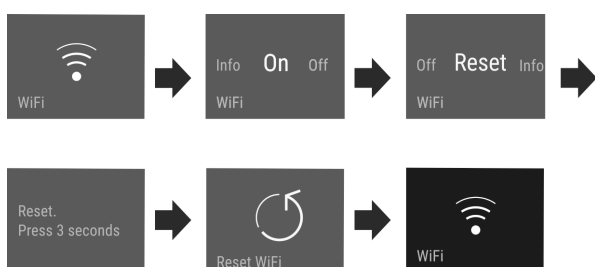 WiFi
Info On Off
WiFi
Off Reset Info
WiFi
Reset.
Press 3 seconds
Reset WiFi
WiFi